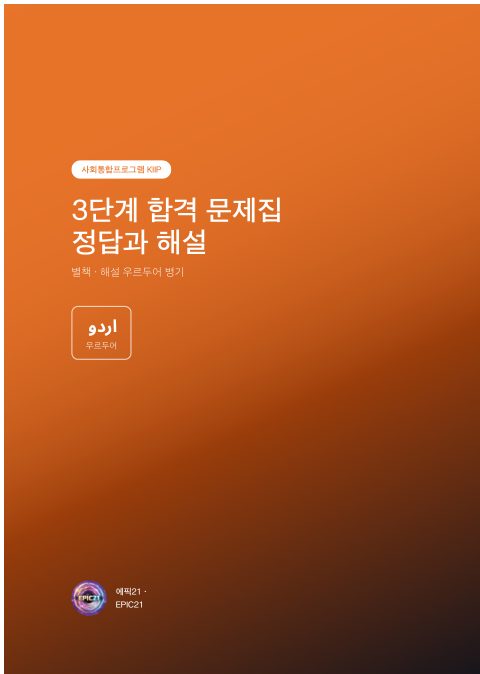 사회통합프로그램 KIIP
3단계 합격 문제집
정답과 해설
별책 · 해설 우르두어 병기
اردو
우르두어
EPIC21
에픽21 ·
EPIC21